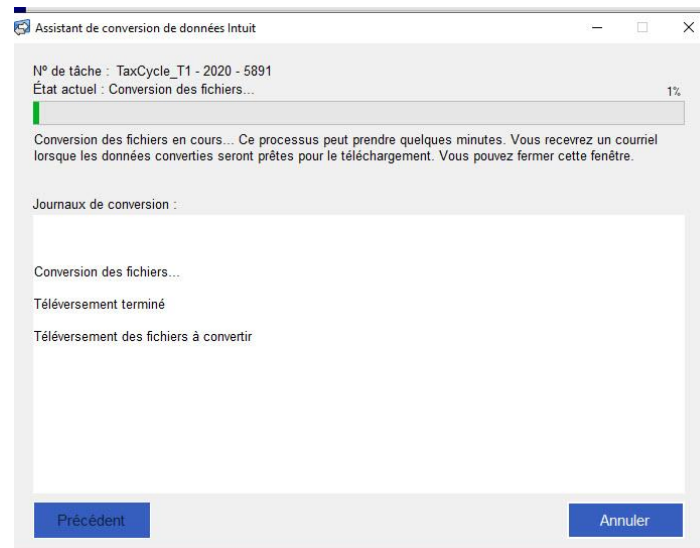 Assistant de conversion de données Intuit
Nº de tâche : TaxCycle_T1 - 2020 - 5891
État actuel : Conversion des fichiers...
1%
Conversion des fichiers en cours... Ce processus peut prendre quelques minutes. Vous recevrez un courriel
lorsque les données converties seront prêtes pour le téléchargement. Vous pouvez fermer cette fenêtre.
Journaux de conversion :
Conversion des fichiers...
Téléversement terminé
Téléversement des fichiers à convertir
Précédent
Annuler